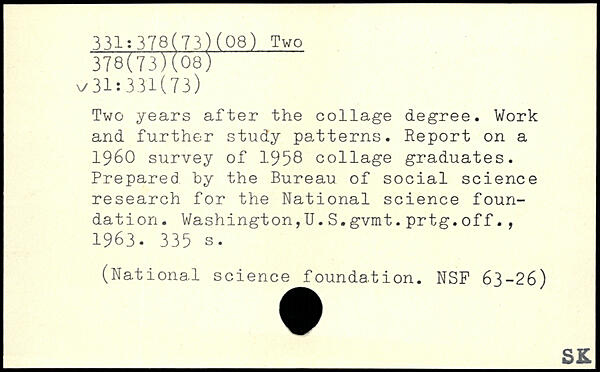 331:378(73)(08) Two
378(73)(08)
✓31:331(73)
Two years after the collage degree. Work
and further study patterns. Report on a
1960 survey of 1958 collage graduates.
Prepared by the Bureau of social science
research for the National science foun-
dation. Washington,U.S.gvmt.prtg.off.,
1963. 335 s.
(National science foundation. NSF 63-26)
SK